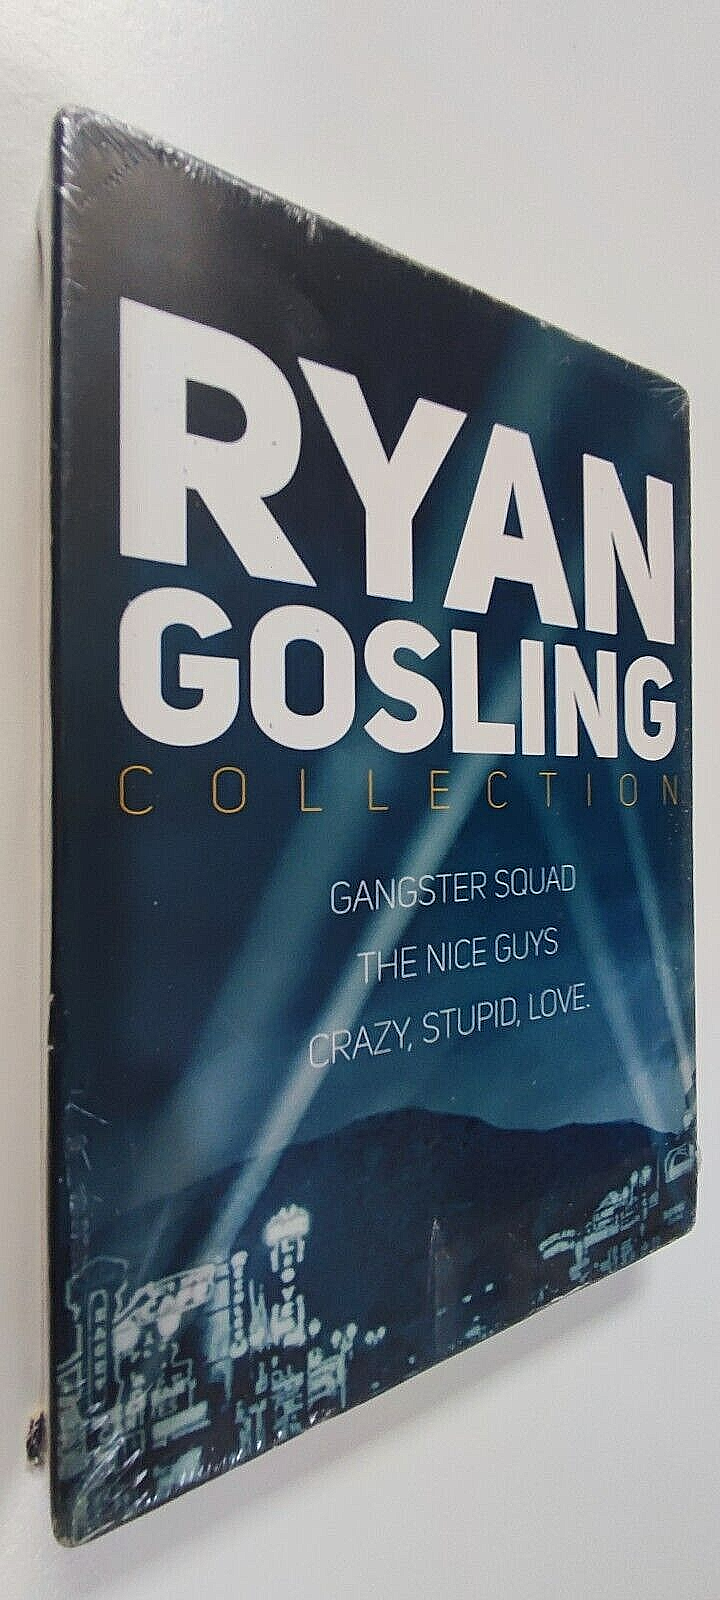 RYAN
GOSLING
COLLECTION
GANGSTER SQUAD
THE NICE GUYS
CRAZY, STUPID, LOVE.